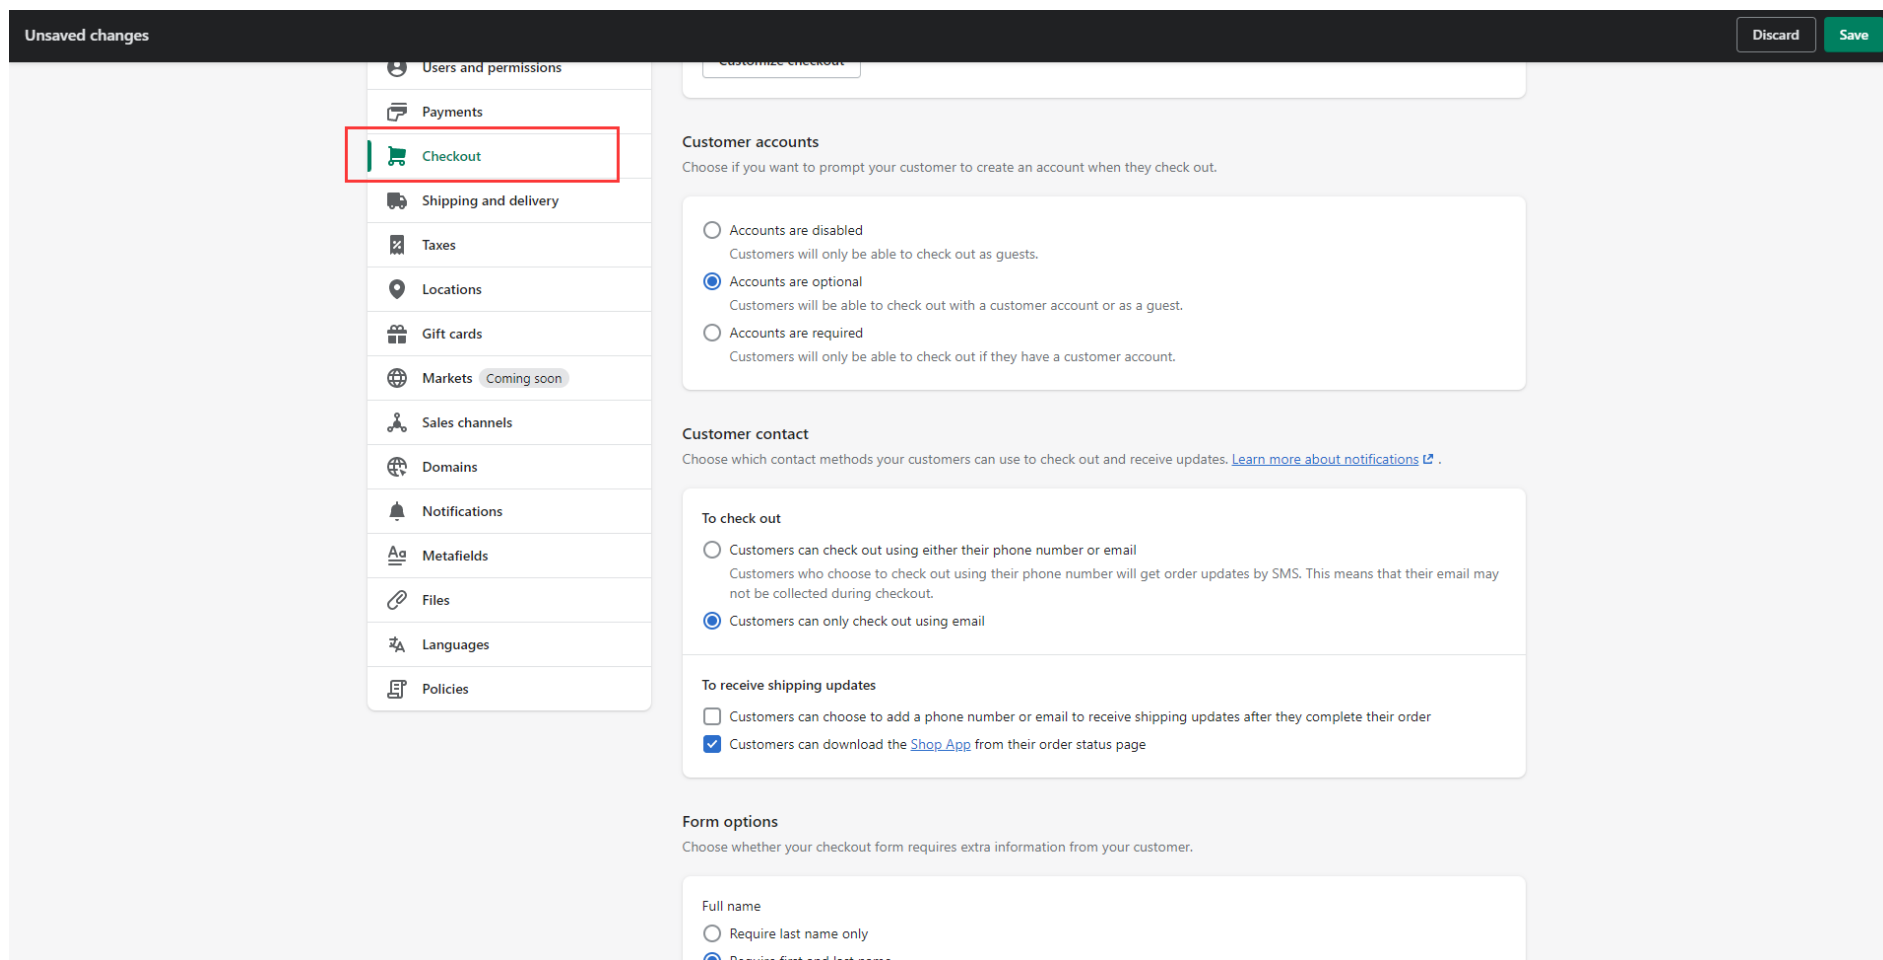 Unsaved changes
Discard
Save
Users and permissions
Payments
Checkout
Shipping and delivery
Taxes
Locations
Gift cards
Markets Coming soon
Sales channels
Domains
Notifications
Metafields
Files
Languages
Policies
Customize checkout
Customer accounts
Choose if you want to prompt your customer to create an account when they check out.
Accounts are disabled
Customers will only be able to check out as guests.
Accounts are optional
Customers will be able to check out with a customer account or as a guest.
Accounts are required
Customers will only be able to check out if they have a customer account.
Customer contact
Choose which contact methods your customers can use to check out and receive updates. Learn more about notifications .
To check out
Customers can check out using either their phone number or email
Customers who choose to check out using their phone number will get order updates by SMS. This means that their email may
not be collected during checkout.
Customers can only check out using email
To receive shipping updates
Customers can choose to add a phone number or email to receive shipping updates after they complete their order
Customers can download the Shop App from their order status page
Form options
Choose whether your checkout form requires extra information from your customer.
Full name
Require last name only
Require first and last name